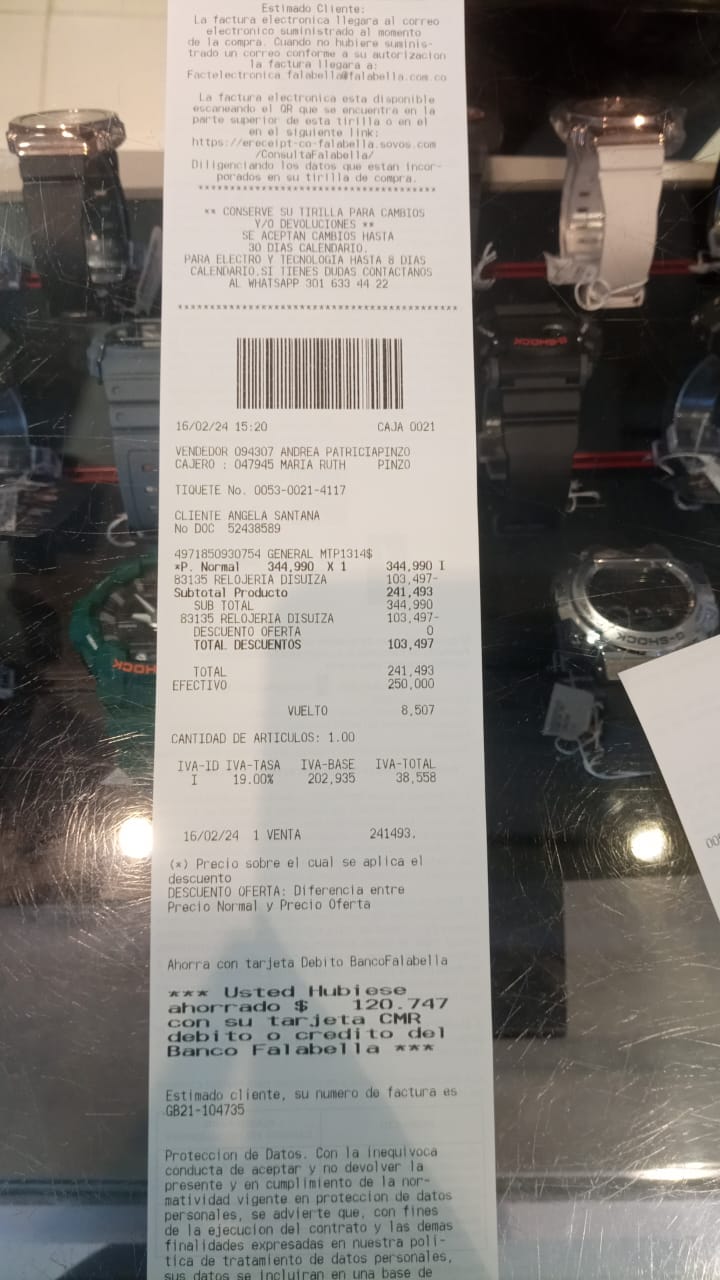 Estimado Cliente:
La factura electronica llegara al correo
electronico suministrado al momento
de la compra. Cuando no hubiere suminis-
trado un correo conforme a su autorizacion
la factura llegara a:
Factelectronica falabella@falabella.com.co
La factura electronica esta disponible
escaneando el QR que se encuentra en la
parte superior de esta tirilla o en el
en el siguiente link:
https://ereceipt-co-falabella.sovos.com
/ConsultaFalabella/
Diligenciando los datos que estan incor-
porados en su tirilla de compra.
** CONSERVE SU TIRILLA PARA CAMBIOS
Y/O DEVOLUCIONES **
SE ACEPTAN CAMBIOS HASTA
30 DIAS CALENDARIO.
PARA ELECTRO Y TECNOLOGIA HASTA 8 DIAS
CALENDARIO.SI TIENES DUDAS CONTACTANOS
AL WHATSAPP 301 633 44 22
16/02/24 15:20 CAJA 0021
VENDEDOR 094307 ANDREA PATRICIAPINZO
CAJERO : 047945 MARIA RUTH PINZO
TIQUETE No. 0053-0021-4117
CLIENTE ANGELA SANTANA
No DOC 52438589
4971850930754 GENERAL MTP1314$
*P. Normal 344,990 X 1 344,990 I
83135 RELOJERIA DISUIZA 103,497-
Subtotal Producto 241,493
SUB TOTAL 344,990
83135 RELOJERIA DISUIZA 103,497-
DESCUENTO OFERTA 0
TOTAL DESCUENTOS 103,497
TOTAL 241,493
EFECTIVO 250,000
VUELTO 8,507
CANTIDAD DE ARTICULOS: 1.00
IVA-ID IVA-TASA IVA-BASE IVA-TOTAL
I 19.00% 202,935 38,558
16/02/24 1 VENTA 241493.
(*) Precio sobre el cual se aplica el
descuento
DESCUENTO OFERTA: Diferencia entre
Precio Normal y Precio Oferta
Ahorra con tarjeta Debito BancoFalabella
*** Usted Hubiese
ahorrado $ 120.747
con su tarjeta CMR
debito o credito del
Banco Falabella ***
Estimado cliente, su numero de factura es
GB21-104735
Proteccion de Datos. Con la inequivoca
conducta de aceptar y no devolver la
presente y en cumplimiento de la nor-
matividad vigente en proteccion de datos
personales, se advierte que, con fines
de la ejecucion del contrato y las demas
finalidades expresadas en nuestra poli-
tica de tratamiento de datos personales,
sus datos se incluiran en una base de
G-SHOCK
G-SHOCK
G-SHOCK